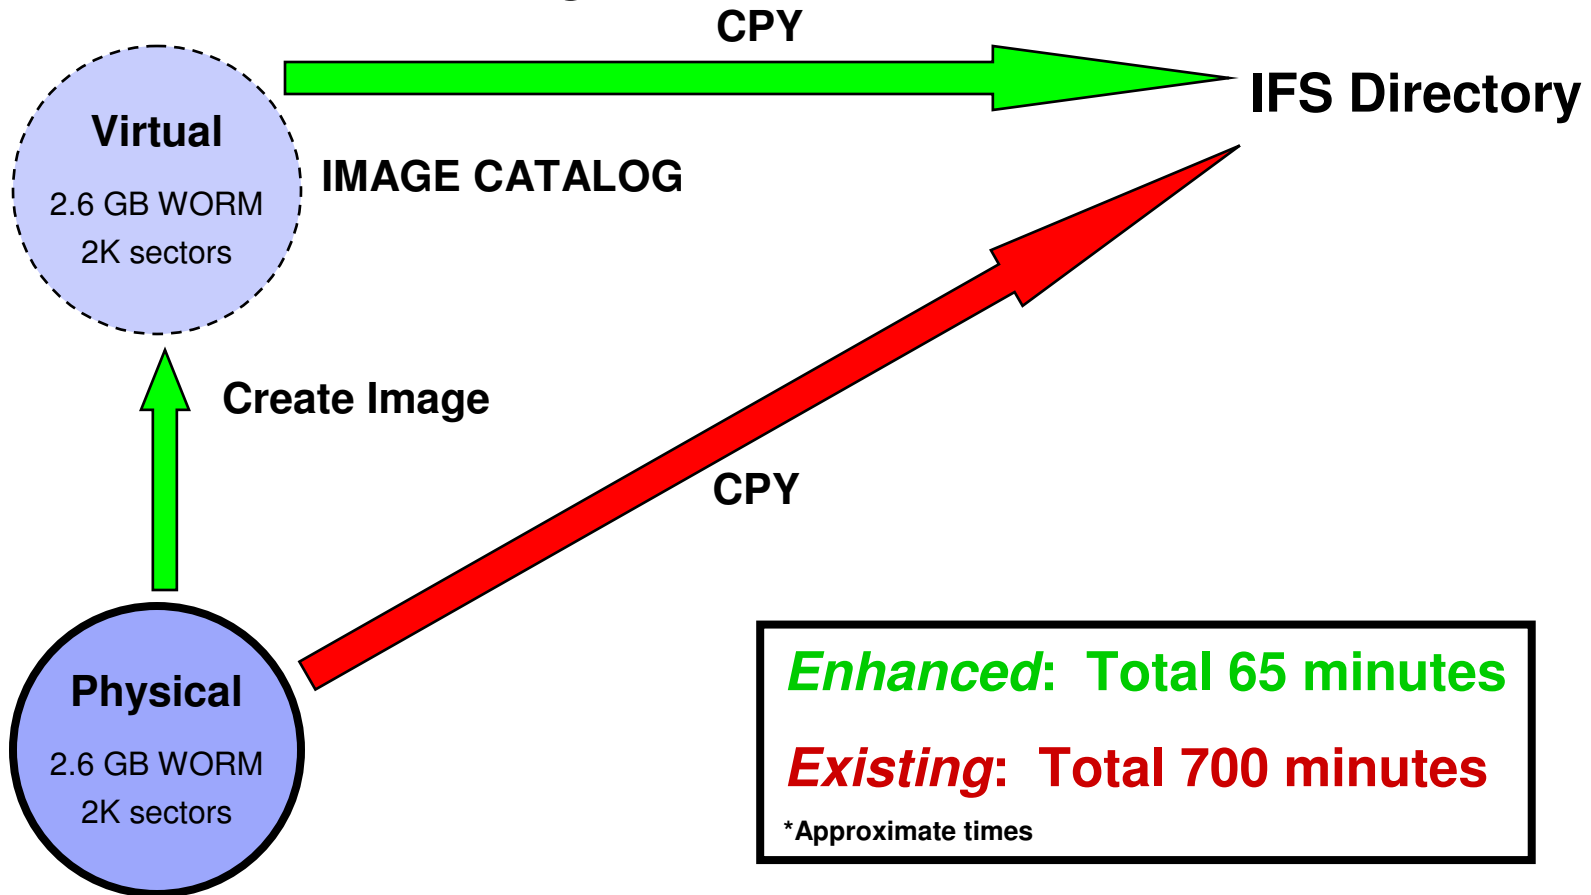 CPY
IFS Directory
Virtual
2.6 GB WORM
2K sectors
IMAGE CATALOG
Create Image
CPY
Physical
2.6 GB WORM
2K sectors
Enhanced: Total 65 minutes
Existing: Total 700 minutes
*Approximate times